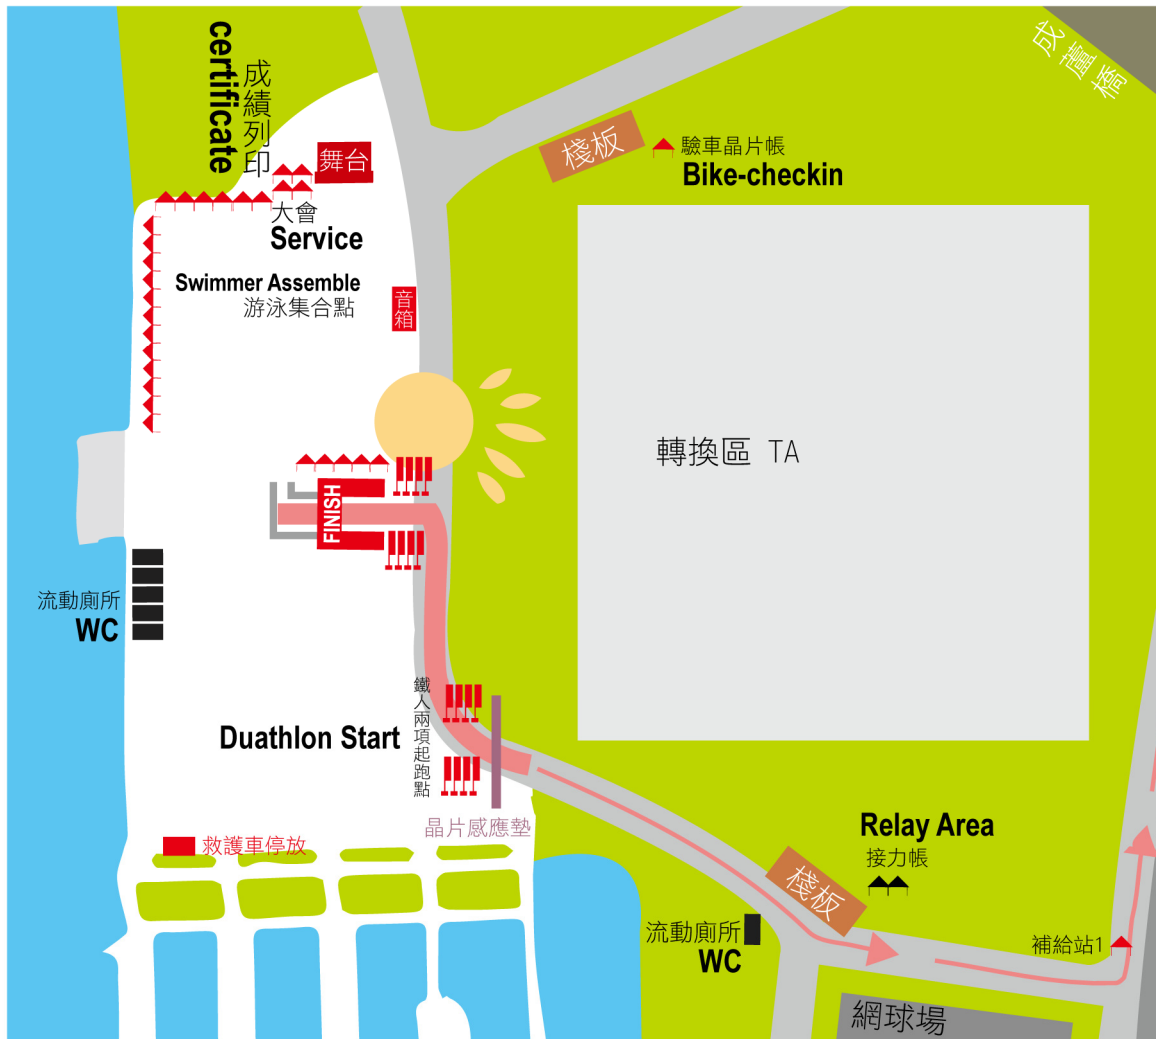 成蘆橋
certificate
成績列印
舞台
棧板
驗車晶片帳
Bike-checkin
大會
Service
Swimmer Assemble
游泳集合點
音箱
轉換區 TA
FINISH
流動廁所
WC
鐵人兩項起跑點
Duathlon Start
晶片感應墊
救護車停放
Relay Area
接力帳
棧板
流動廁所
WC
補給站1
網球場